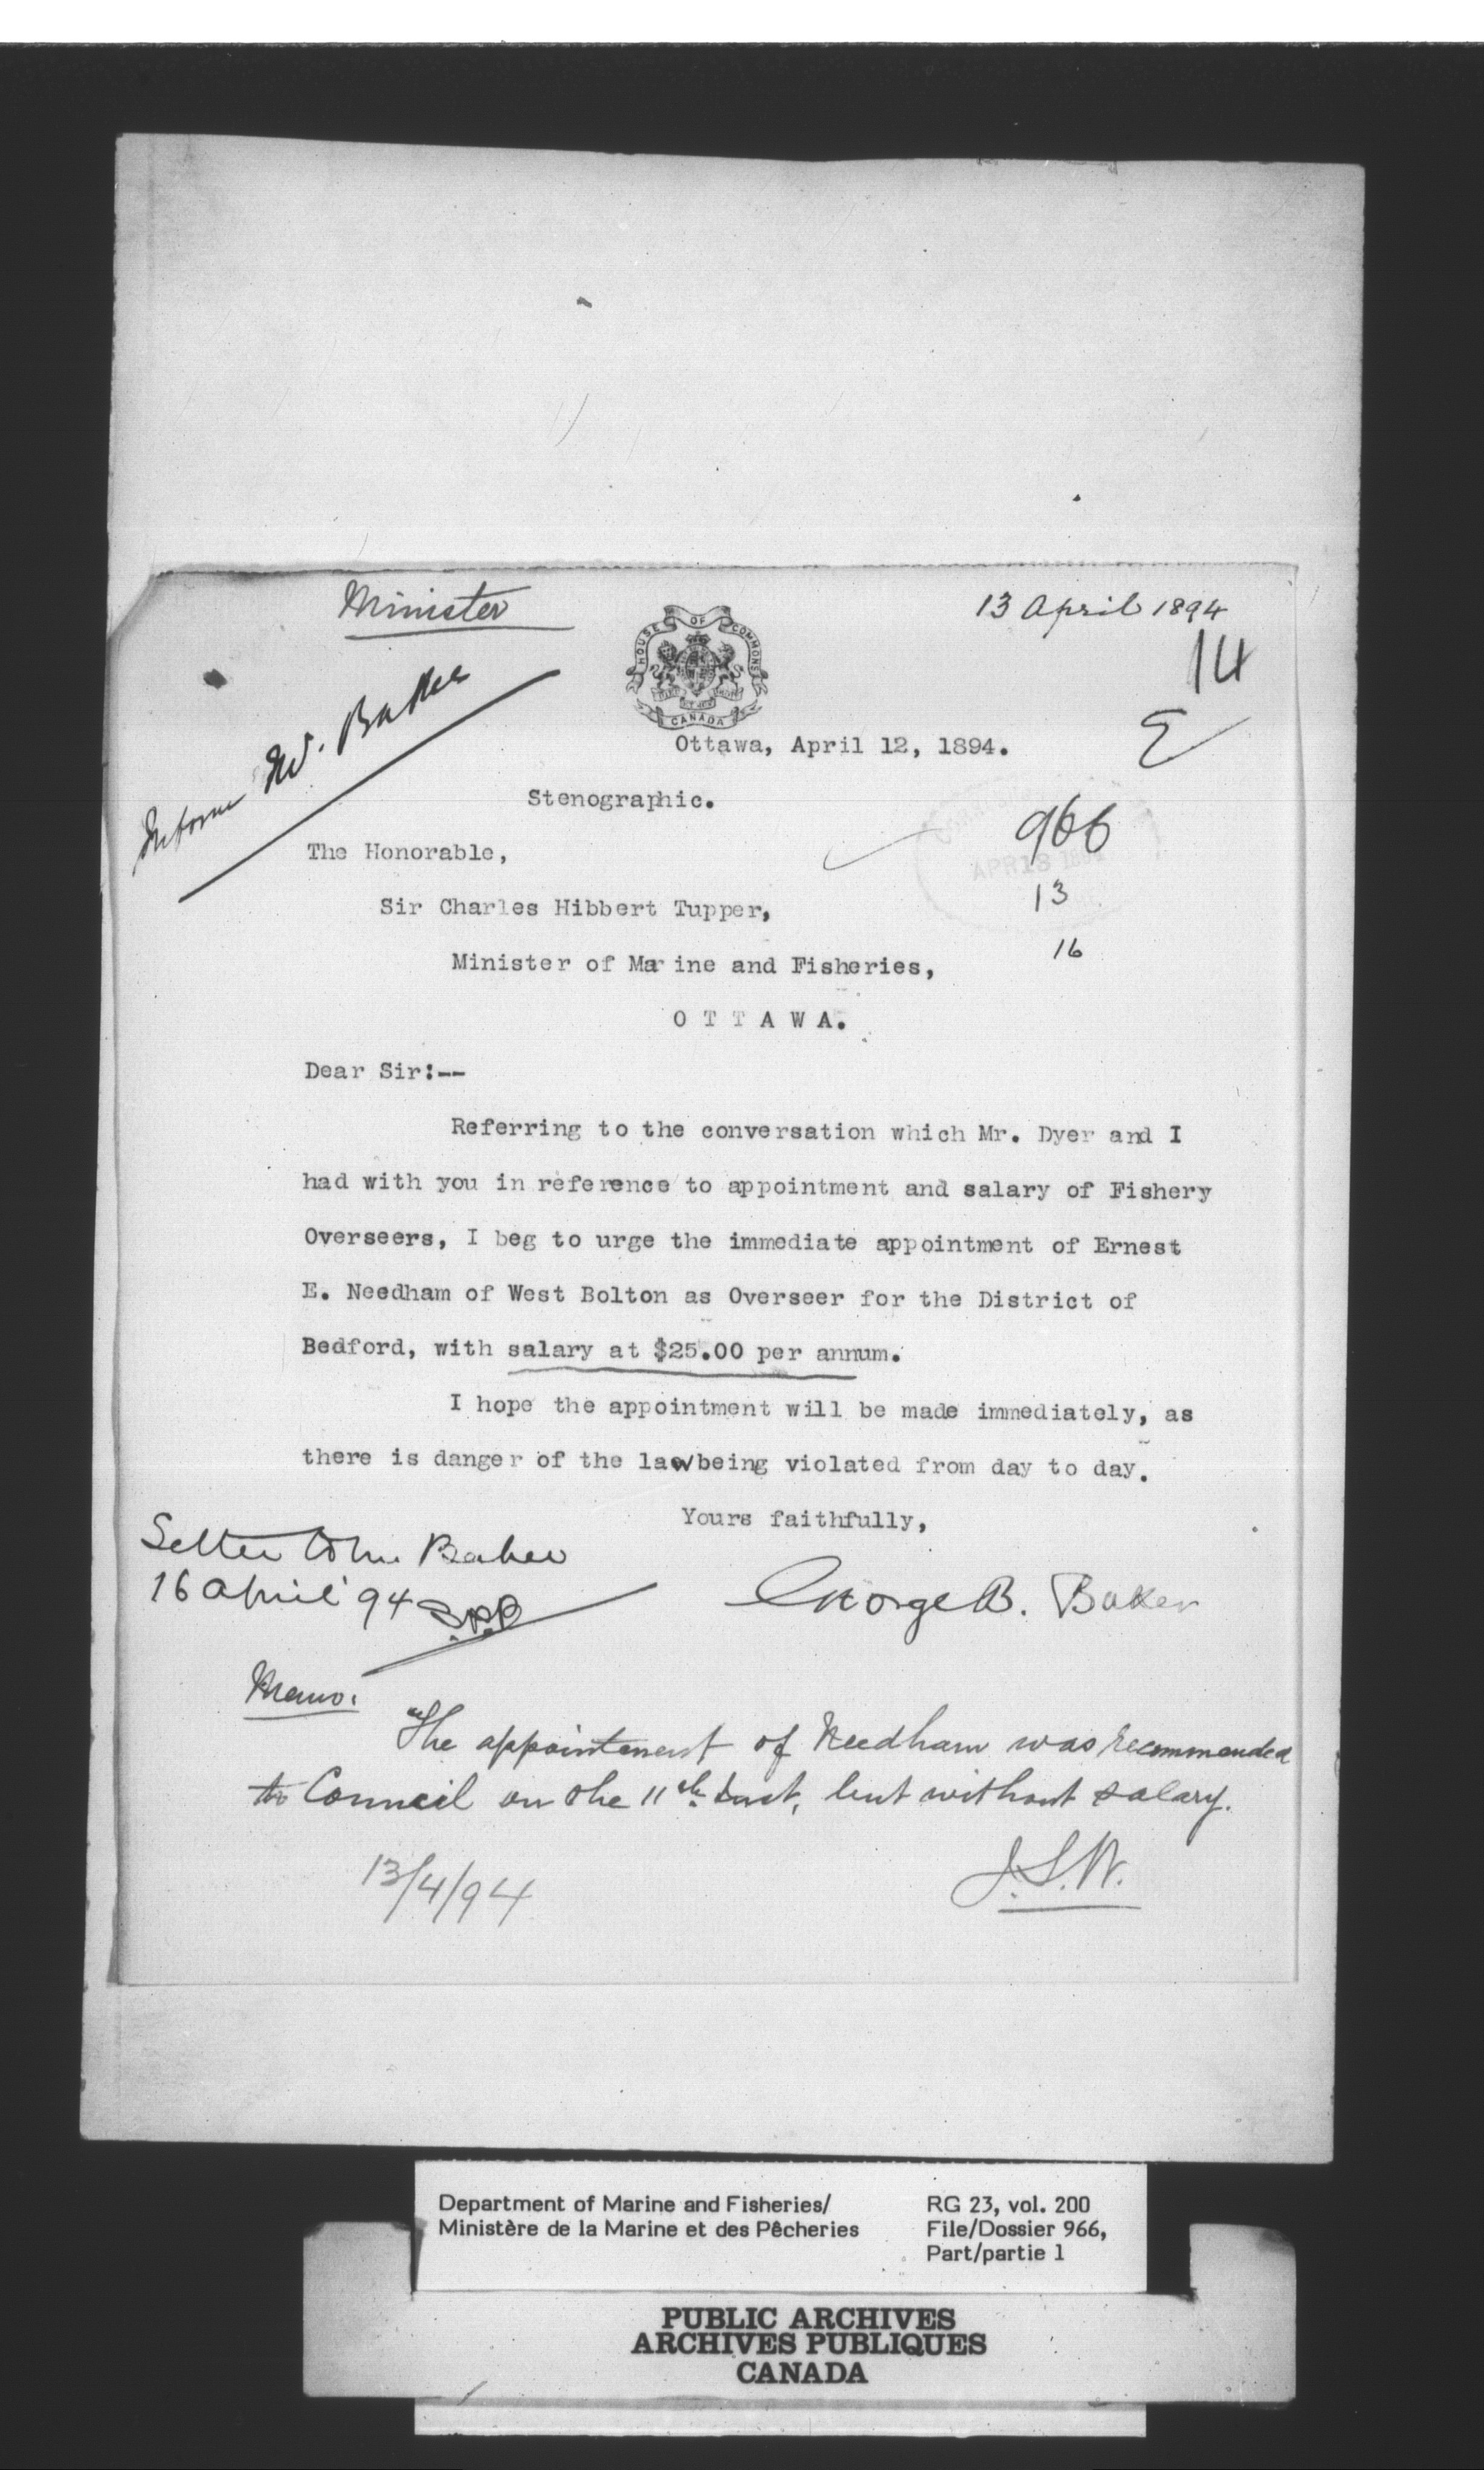 Minister
13 April 1894
14
E
Inform Mr. Baker
HOUSE OF COMMONS
CANADA
Ottawa, April 12, 1894.
Stenographic.
966
The Honorable,
APR 13 1894
13
Sir Charles Hibbert Tupper,
16
Minister of Marine and Fisheries,
O T T A W A.
Dear Sir:--
Referring to the conversation which Mr. Dyer and I
had with you in reference to appointment and salary of Fishery
Overseers, I beg to urge the immediate appointment of Ernest
E. Needham of West Bolton as Overseer for the District of
Bedford, with salary at $25.00 per annum.
I hope the appointment will be made immediately, as
there is danger of the law being violated from day to day.
Yours faithfully,
George B. Baker
Letter to Mr. Baker
16 April '94
Memo.
The appointment of Needham was recommended
to Council on the 11th Inst, but without salary.
13/4/94
Department of Marine and Fisheries/
Ministère de la Marine et des Pêcheries
RG 23, vol. 200
File/Dossier 966,
Part/partie 1
PUBLIC ARCHIVES
ARCHIVES PUBLIQUES
CANADA